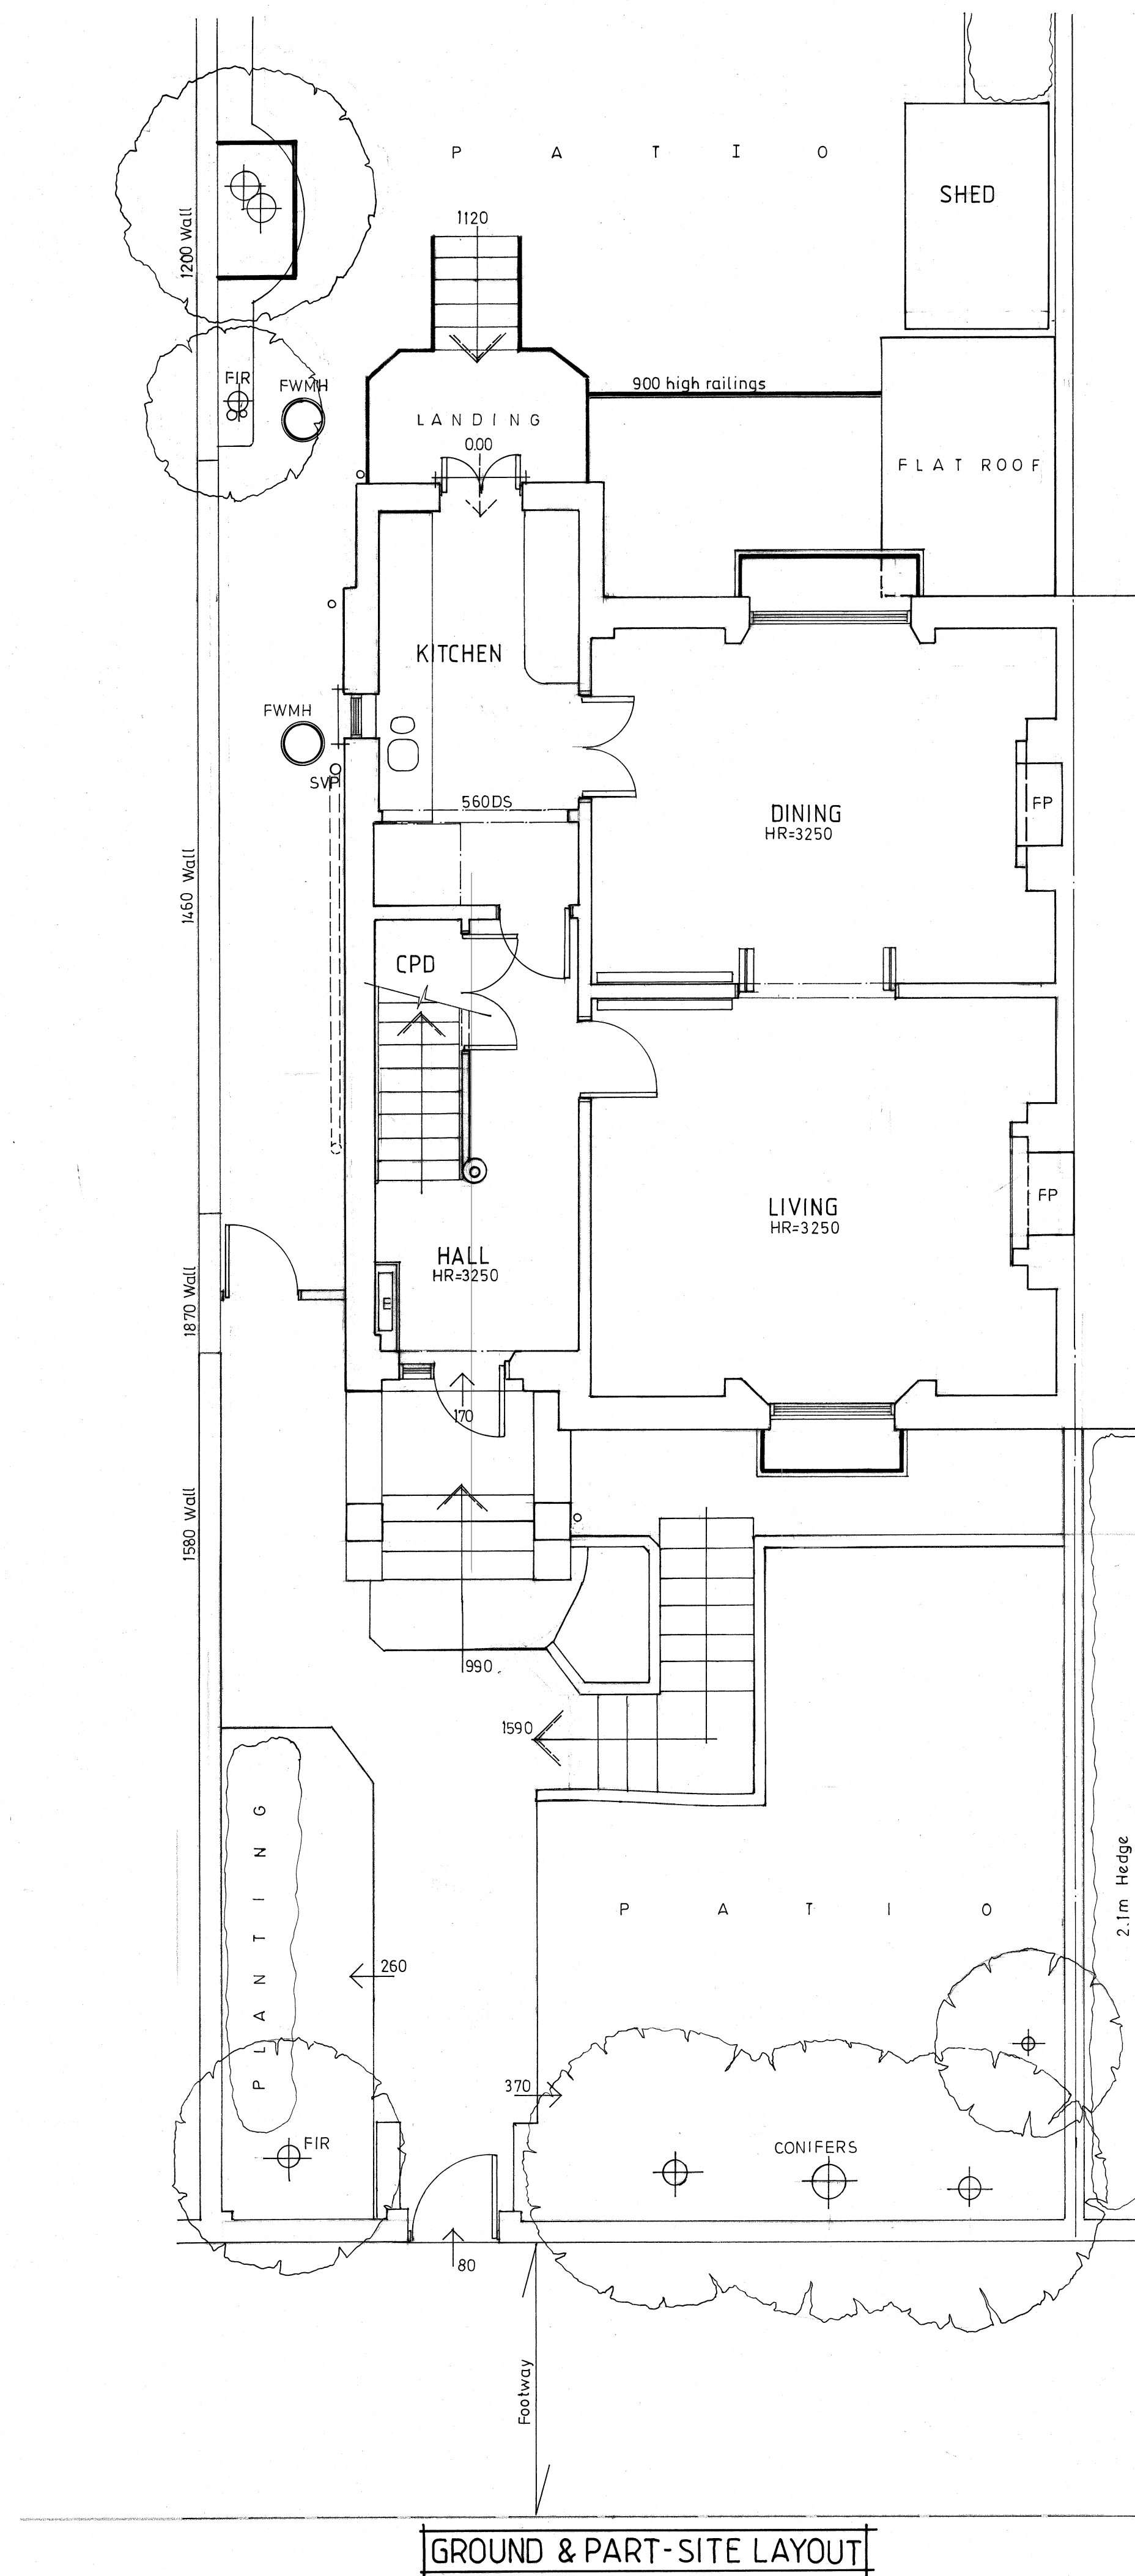 P A T I O
SHED
1120
1200 Wall
FIR
FWMH
900 high railings
LANDING
0.00
FLAT ROOF
KITCHEN
FWMH
SVP
560DS
DINING
HR=3250
FP
1460 Wall
CPD
LIVING
HR=3250
FP
HALL
HR=3250
E
1870 Wall
170
1580 Wall
990
1590
PLANTING
P A T I O
2.1m Hedge
260
370
FIR
CONIFERS
80
Footway
GROUND & PART-SITE LAYOUT